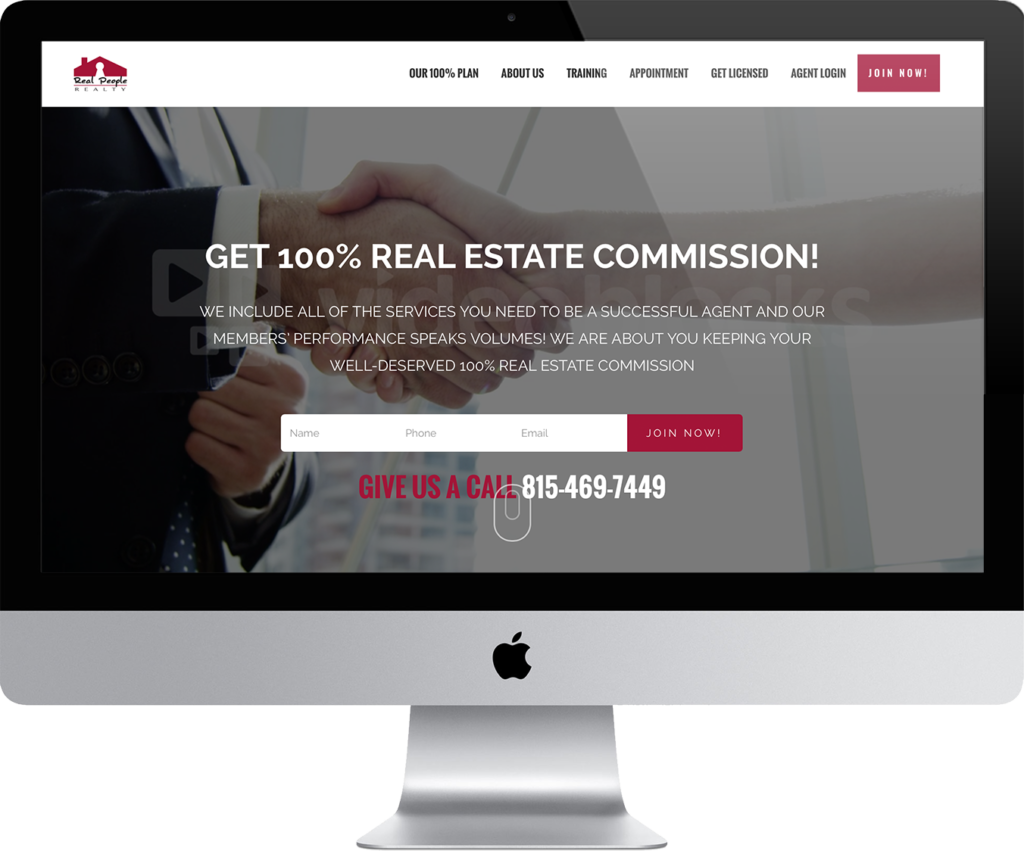 Real People
REALTY
OUR 100% PLAN
ABOUT US
TRAINING
APPOINTMENT
GET LICENSED
AGENT LOGIN
JOIN NOW!
GET 100% REAL ESTATE COMMISSION!
videoblocks
WE INCLUDE ALL OF THE SERVICES YOU NEED TO BE A SUCCESSFUL AGENT AND OUR
MEMBERS' PERFORMANCE SPEAKS VOLUMES! WE ARE ABOUT YOU KEEPING YOUR
WELL-DESERVED 100% REAL ESTATE COMMISSION
Name
Phone
Email
JOIN NOW!
GIVE US A CALL 815-469-7449